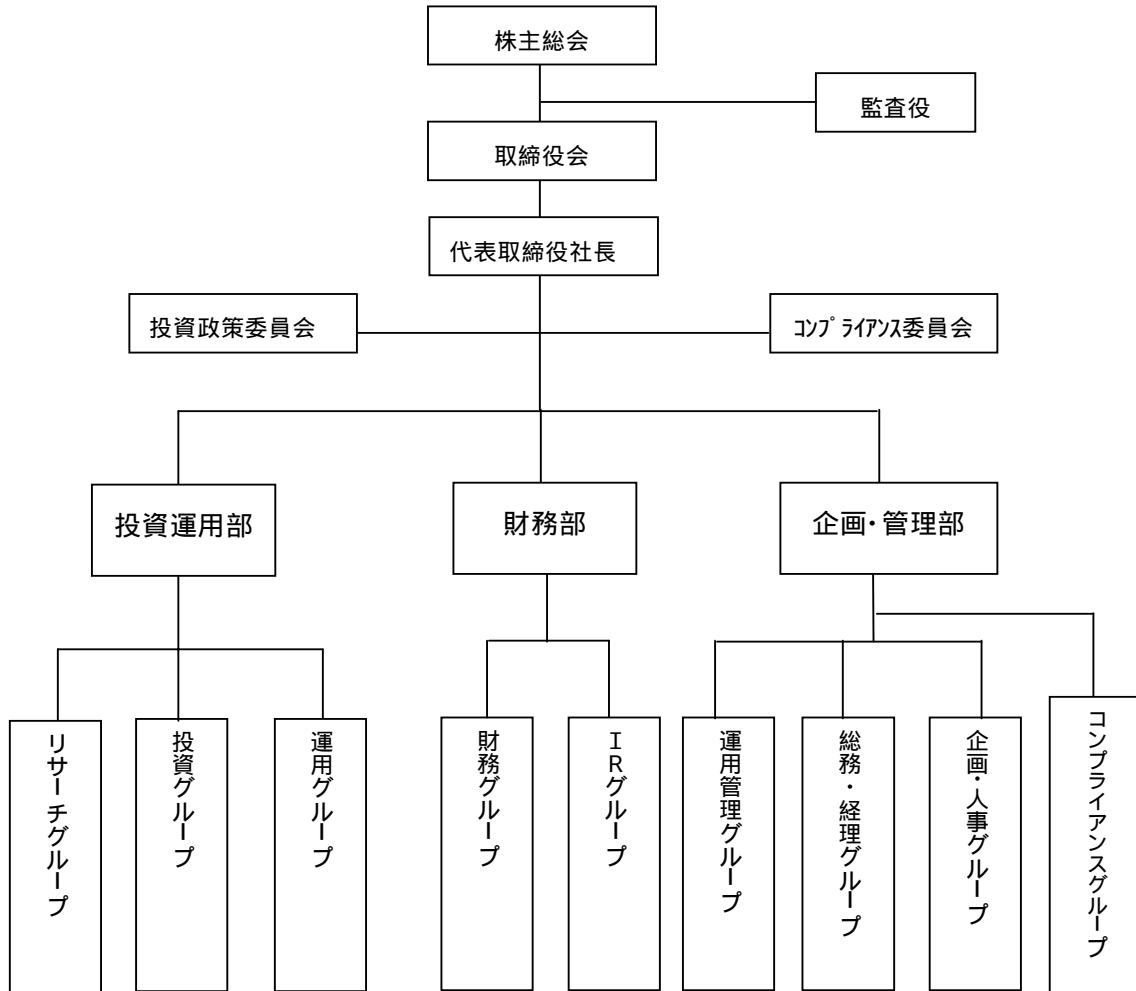 株主総会
監査役
取締役会
代表取締役社長
投資政策委員会
ｺﾝﾌﾟﾗｲｱﾝｽ委員会
投資運用部
財務部
企画・管理部
リサーチグループ
投資グループ
運用グループ
財務グループ
ＩＲグループ
運用管理グループ
総務・経理グループ
企画・人事グループ
コンプライアンスグループ